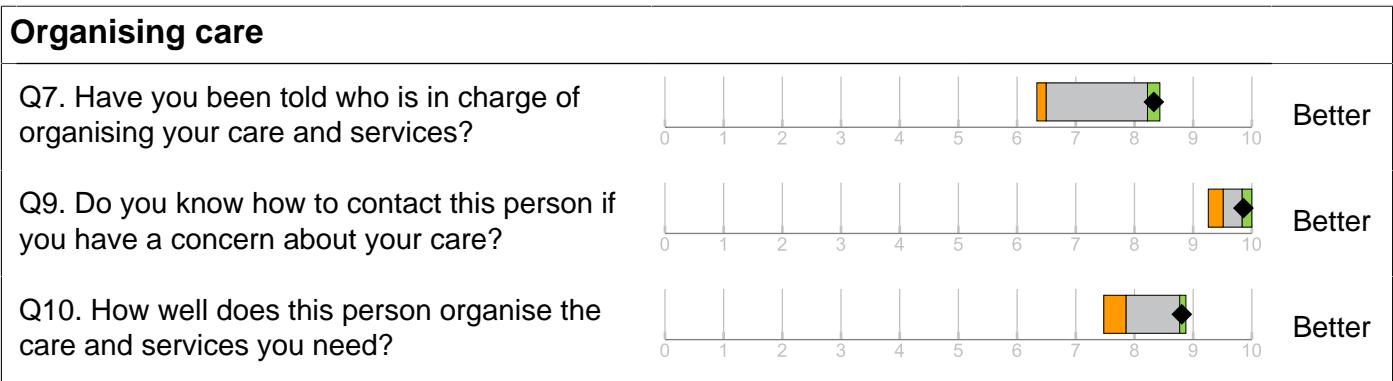 Organising care
Q7. Have you been told who is in charge of
organising your care and services?
0 1 2 3 4 5 6 7 8 9 10
Better
Q9. Do you know how to contact this person if
you have a concern about your care?
0 1 2 3 4 5 6 7 8 9 10
Better
Q10. How well does this person organise the
care and services you need?
0 1 2 3 4 5 6 7 8 9 10
Better